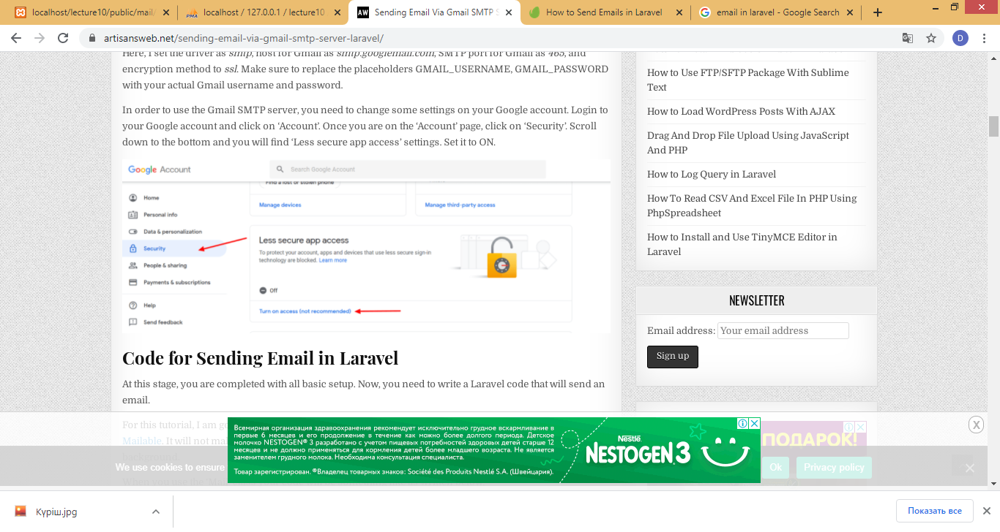 localhost/lecture10/public/mail/
localhost / 127.0.0.1 / lecture10
Sending Email Via Gmail SMTP S
How to Send Emails in Laravel
email in laravel - Google Search
artisansweb.net/sending-email-via-gmail-smtp-server-laravel/
D
Here, I set the driver as smtp, host for Gmail as smtp.googlemail.com, SMTP port for Gmail as 465, and
encryption method to ssl. Make sure to replace the placeholders GMAIL_USERNAME, GMAIL_PASSWORD
with your actual Gmail username and password.
In order to use the Gmail SMTP server, you need to change some settings on your Google account. Login to
your Google account and click on ‘Account’. Once you are on the ‘Account’ page, click on ‘Security’. Scroll
down to the bottom and you will find ‘Less secure app access’ settings. Set it to ON.
Google Account
Search Google Account
Find a lost or stolen phone
Home
Personal info
Data & personalization
Security
People & sharing
Payments & subscriptions
Help
Send feedback
Manage devices
Manage third-party access
Less secure app access
To protect your account, apps and devices that use less secure sign-in
technology are blocked. Learn more
Off
Turn on access (not recommended)
Code for Sending Email in Laravel
At this stage, you are completed with all basic setup. Now, you need to write a Laravel code that will send an
email.
For this tutorial, I am go
Mailable. It will not ma
background.
When you use the
How to Use FTP/SFTP Package With Sublime
Text
How to Load WordPress Posts With AJAX
Drag And Drop File Upload Using JavaScript
And PHP
How to Log Query in Laravel
How To Read CSV And Excel File In PHP Using
PhpSpreadsheet
How to Install and Use TinyMCE Editor in
Laravel
NEWSLETTER
Email address: Your email address
Sign up
ПОДАРОК!
We use cookies to ensure
Ok
Privacy policy
Всемирная организация здравоохранения рекомендует исключительно грудное вскармливание в
первые 6 месяцев и его продолжение в течение как можно более долгого периода. Детское
молочко NESTOGEN® 3 разработано с учетом пищевых потребностей здоровых детей старше 12
месяцев и не должно применяться для кормления детей более младшего возраста. Не является
заменителем грудного молока. Необходима консультация специалиста.
Товар зарегистрирован. ®Владелец товарных знаков: Société des Produits Nestlé S.A. (Швейцария).
Nestlé
NESTOGEN® 3
X
Күріш.jpg
Показать все